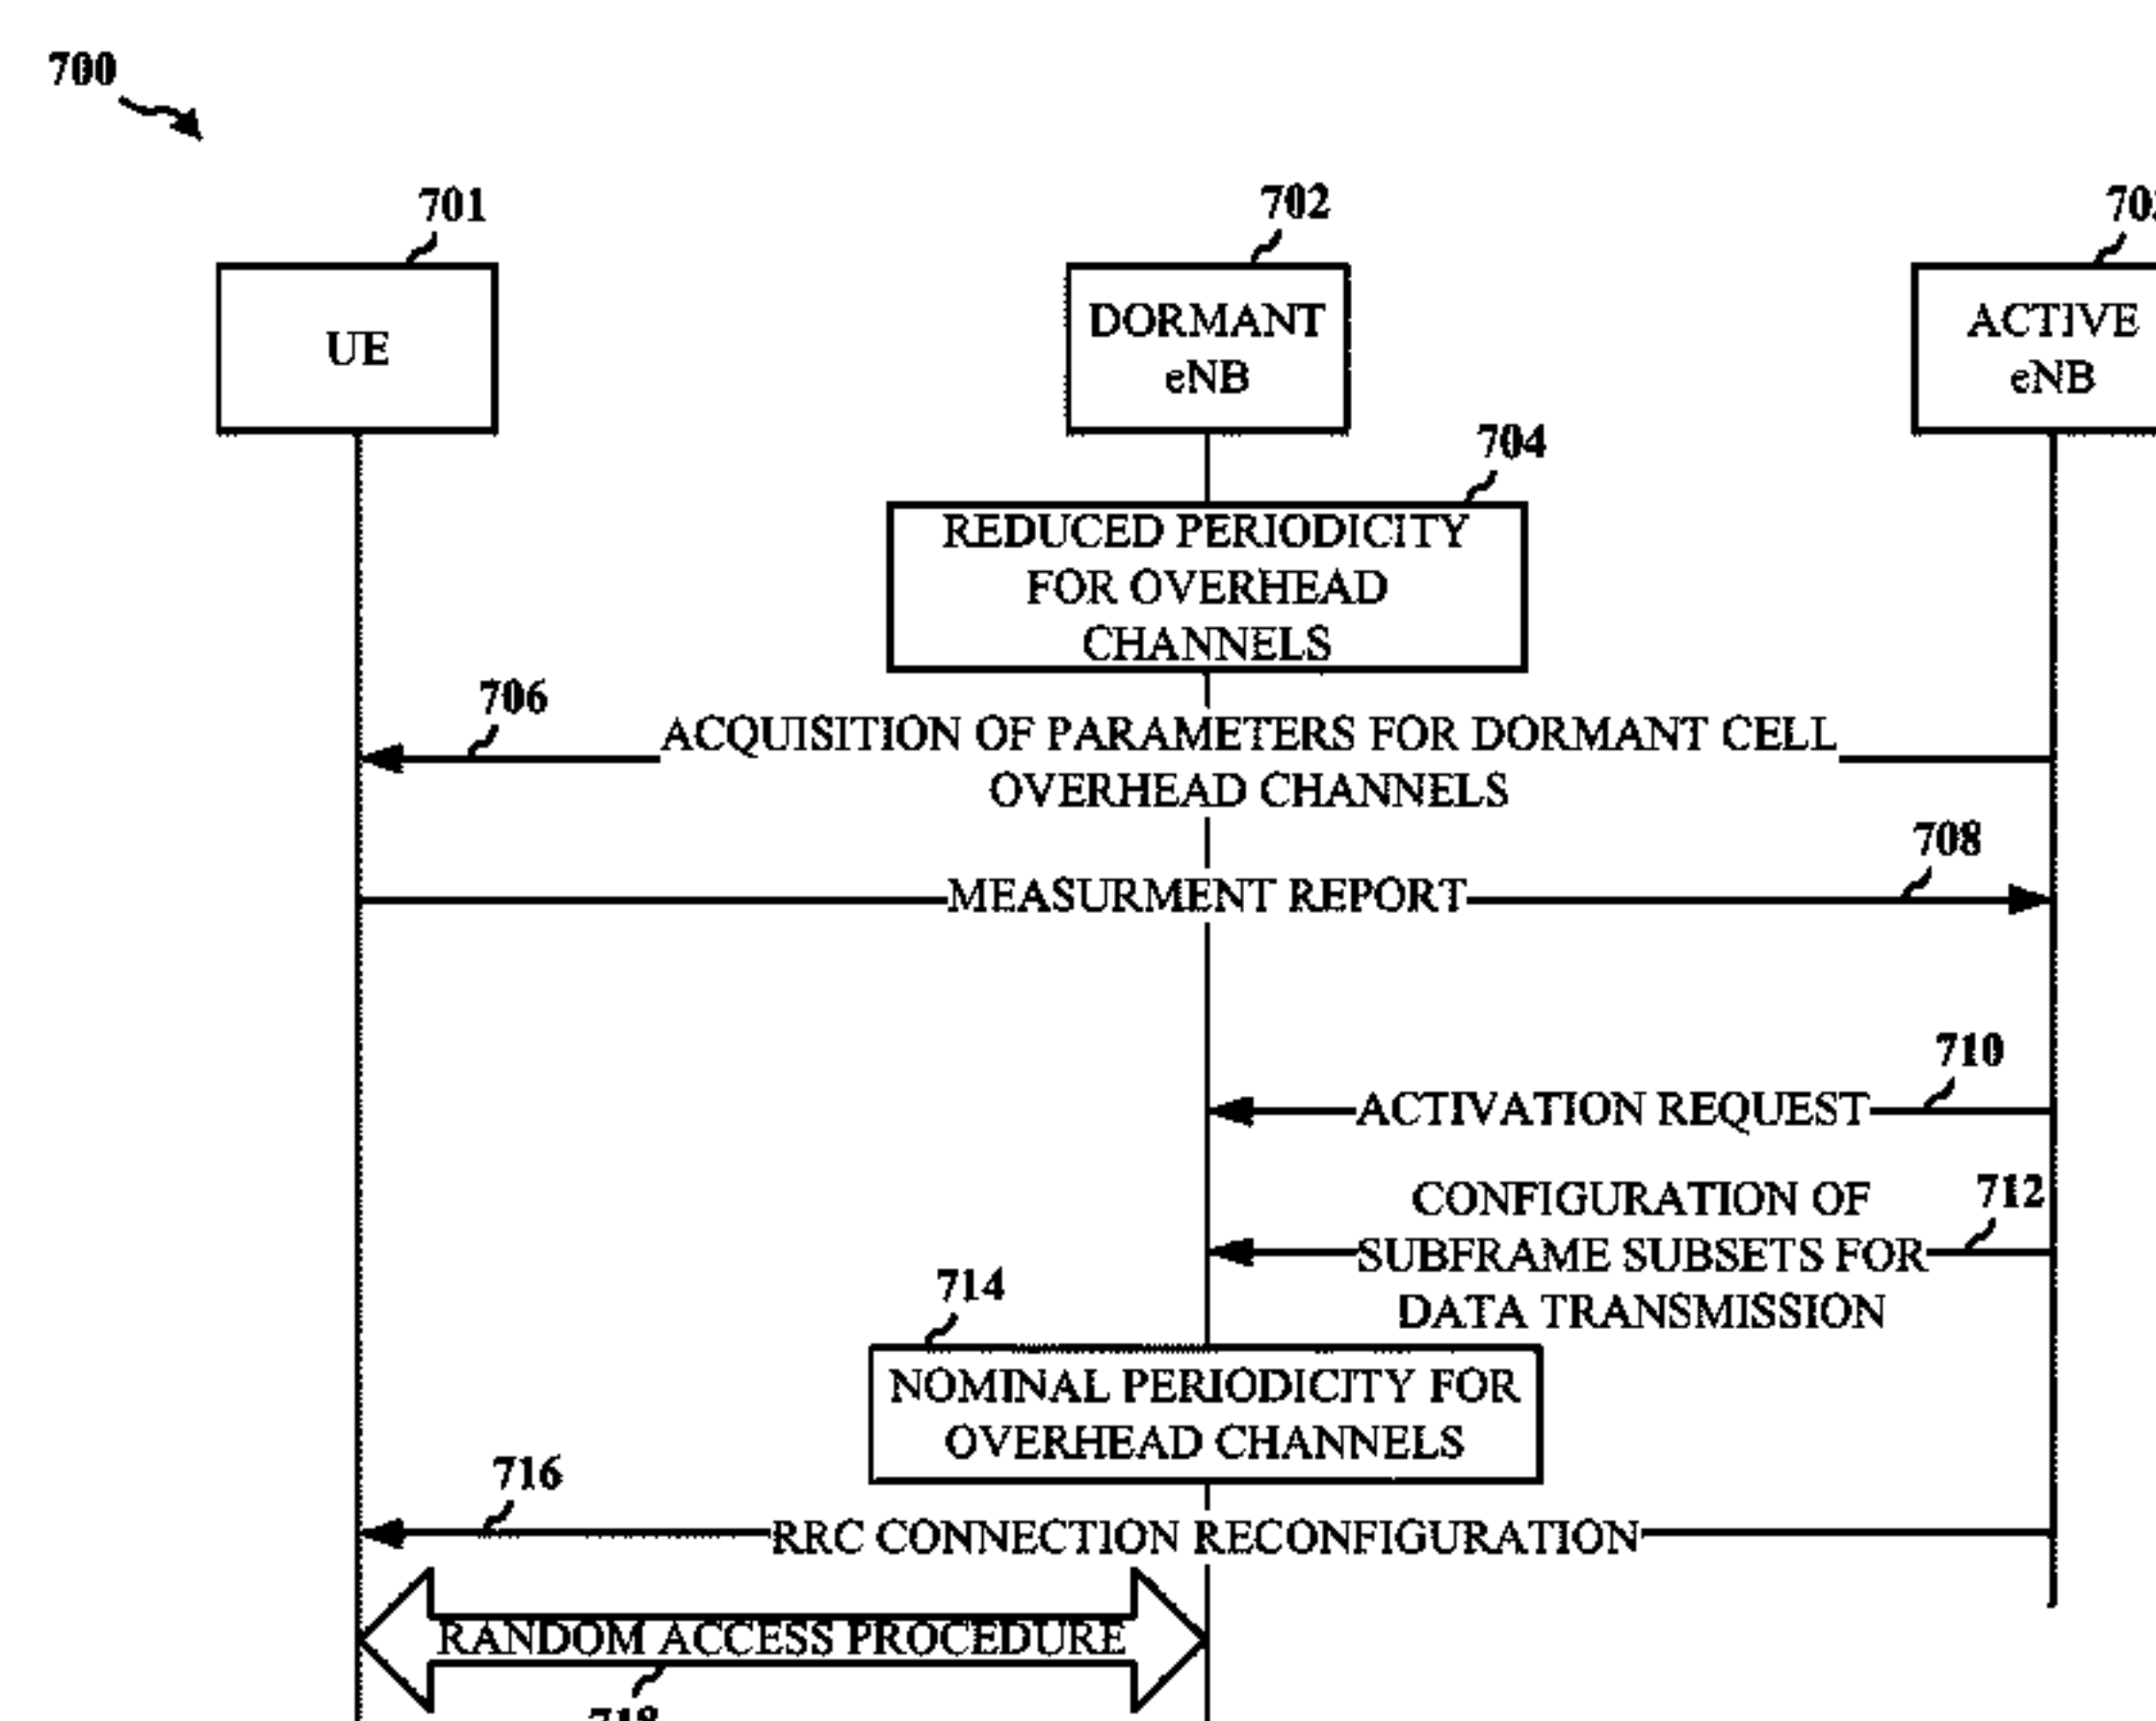 700
701
702
UE
DORMANT
eNB
ACTIVE
eNB
704
REDUCED PERIODICITY
FOR OVERHEAD
CHANNELS
706
ACQUISITION OF PARAMETERS FOR DORMANT CELL
OVERHEAD CHANNELS
708
MEASURMENT REPORT
710
ACTIVATION REQUEST
712
CONFIGURATION OF
SUBFRAME SUBSETS FOR
DATA TRANSMISSION
714
NOMINAL PERIODICITY FOR
OVERHEAD CHANNELS
716
RRC CONNECTION RECONFIGURATION
RANDOM ACCESS PROCEDURE